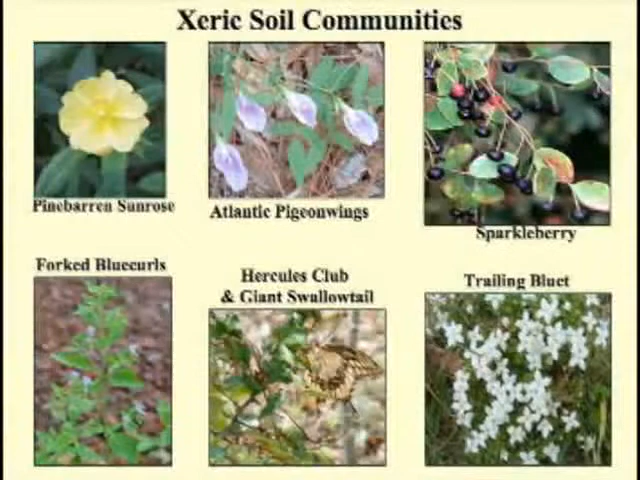 Xeric Soil Communities
Pinebarren Sunrose
Atlantic Pigeonwings
Sparkleberry
Forked Bluecurls
Hercules Club
& Giant Swallowtail
Trailing Bluet